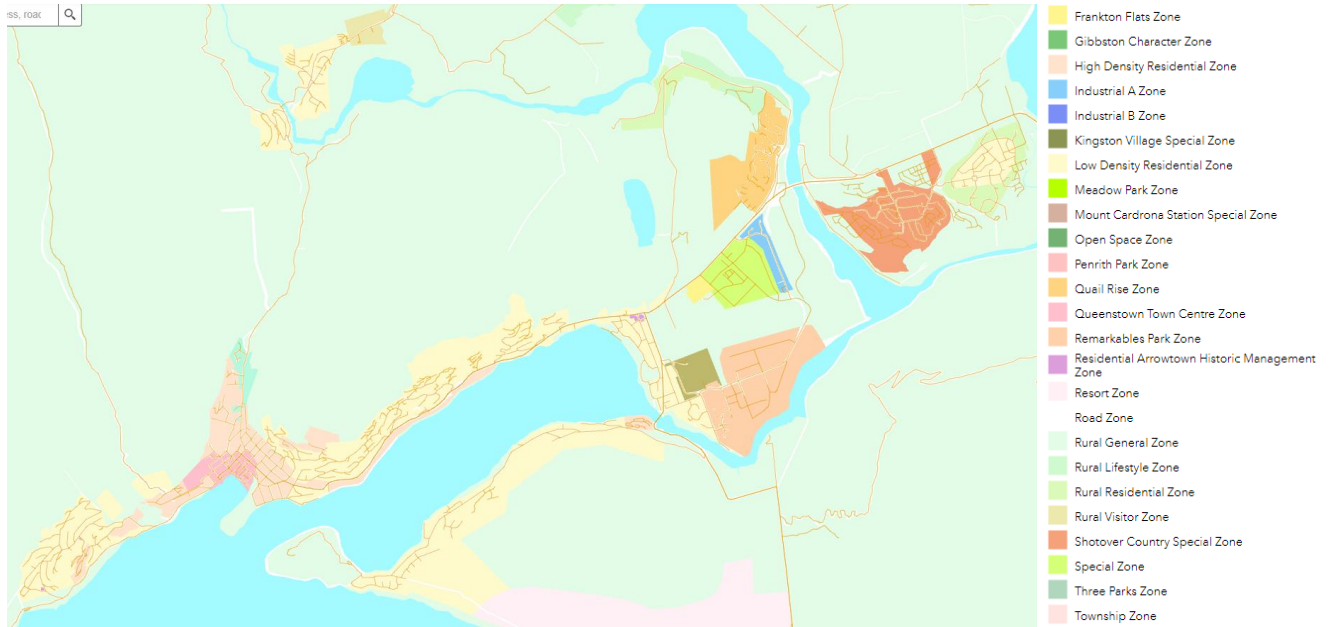 ess, roac
Frankton Flats Zone
Gibbston Character Zone
High Density Residential Zone
Industrial A Zone
Industrial B Zone
Kingston Village Special Zone
Low Density Residential Zone
Meadow Park Zone
Mount Cardrona Station Special Zone
Open Space Zone
Penrith Park Zone
Quail Rise Zone
Queenstown Town Centre Zone
Remarkables Park Zone
Residential Arrowtown Historic Management
Zone
Resort Zone
Road Zone
Rural General Zone
Rural Lifestyle Zone
Rural Residential Zone
Rural Visitor Zone
Shotover Country Special Zone
Special Zone
Three Parks Zone
Township Zone